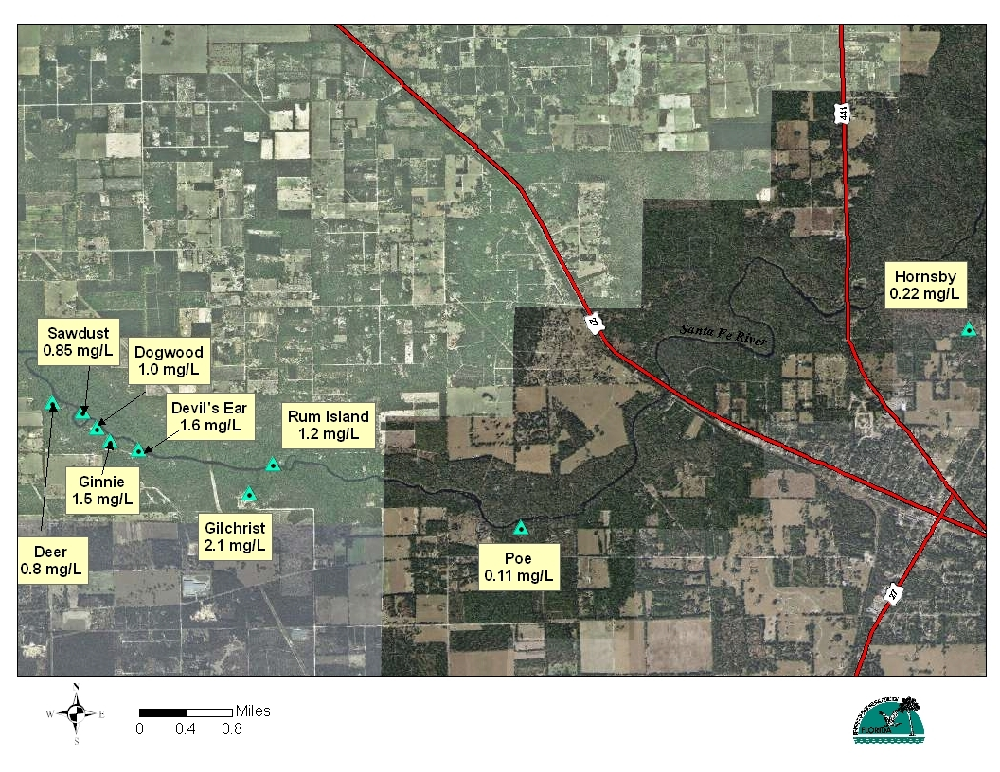 441
Hornsby
0.22 mg/L
27
Santa Fe River
Sawdust
0.85 mg/L
Dogwood
1.0 mg/L
Devil's Ear
1.6 mg/L
Rum Island
1.2 mg/L
Ginnie
1.5 mg/L
Gilchrist
2.1 mg/L
Deer
0.8 mg/L
Poe
0.11 mg/L
27
N
W
E
S
Miles
0 0.4 0.8
FLORIDA